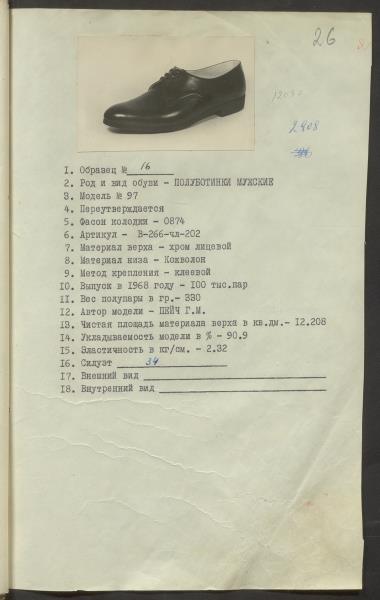 26
12090
2908
1. Образец № 16
2. Род и вид обуви - ПОЛУБОТИНКИ МУЖСКИЕ
3. Модель № 97
4. Переутверждается
5. Фасон колодки - 0874
6. Артикул - В-266-чл-202
7. Материал верха - хром лицевой
8. Материал низа - Кожволон
9. Метод крепления - клеевой
10. Выпуск в 1968 году - 100 тыс.пар
11. Вес полупары в гр.- 330
12. Автор модели - ПЕЙЧ Г.М.
13. Чистая площадь материала верха в кв.дм.- 12.208
14. Укладываемость модели в % - 90.9
15. Эластичность в кг/см. - 2.32
16. Силуэт 34
17. Внешний вид
18. Внутренний вид